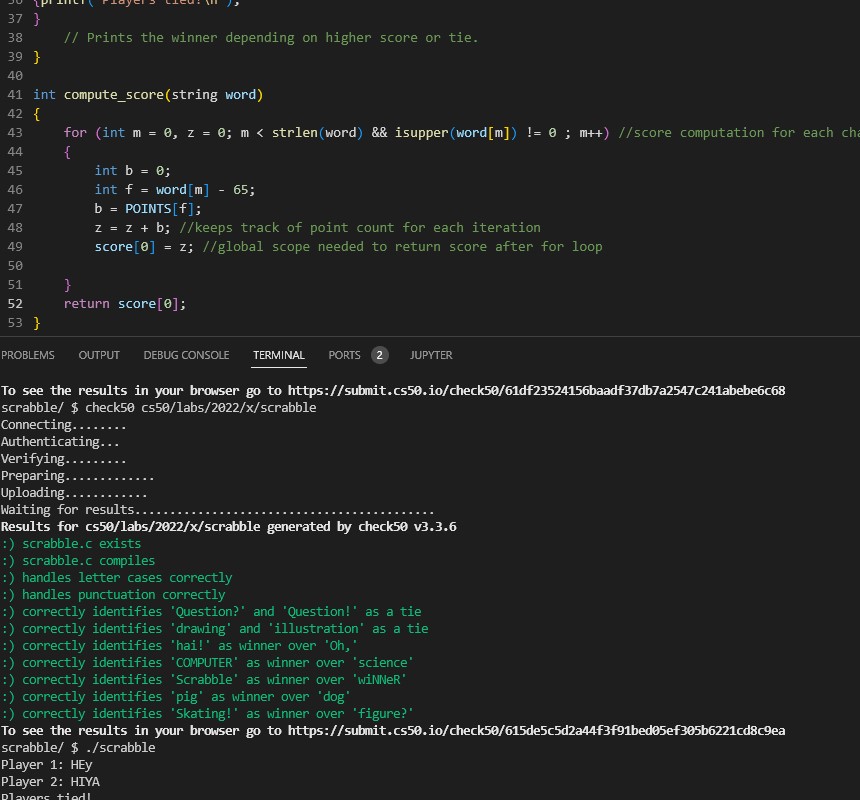 36 {printf("Players tied!\n");
37 }
38 // Prints the winner depending on higher score or tie.
39 }
40
41 int compute_score(string word)
42 {
43 for (int m = 0, z = 0; m < strlen(word) && isupper(word[m]) != 0 ; m++) //score computation for each cha
44 {
45 int b = 0;
46 int f = word[m] - 65;
47 b = POINTS[f];
48 z = z + b; //keeps track of point count for each iteration
49 score[0] = z; //global scope needed to return score after for loop
50
51 }
52 return score[0];
53 }
PROBLEMS OUTPUT DEBUG CONSOLE TERMINAL PORTS 2 JUPYTER
To see the results in your browser go to https://submit.cs50.io/check50/61df23524156baadf37db7a2547c241abebe6c68
scrabble/ $ check50 cs50/labs/2022/x/scrabble
Connecting........
Authenticating...
Verifying.........
Preparing.............
Uploading............
Waiting for results...........................................
Results for cs50/labs/2022/x/scrabble generated by check50 v3.3.6
:) scrabble.c exists
:) scrabble.c compiles
:) handles letter cases correctly
:) handles punctuation correctly
:) correctly identifies 'Question?' and 'Question!' as a tie
:) correctly identifies 'drawing' and 'illustration' as a tie
:) correctly identifies 'hai!' as winner over 'Oh,'
:) correctly identifies 'COMPUTER' as winner over 'science'
:) correctly identifies 'Scrabble' as winner over 'wiNNeR'
:) correctly identifies 'pig' as winner over 'dog'
:) correctly identifies 'Skating!' as winner over 'figure?'
To see the results in your browser go to https://submit.cs50.io/check50/615de5c5d2a44f3f91bed05ef305b6221cd8c9ea
scrabble/ $ ./scrabble
Player 1: HEy
Player 2: HIYA
Players tied!